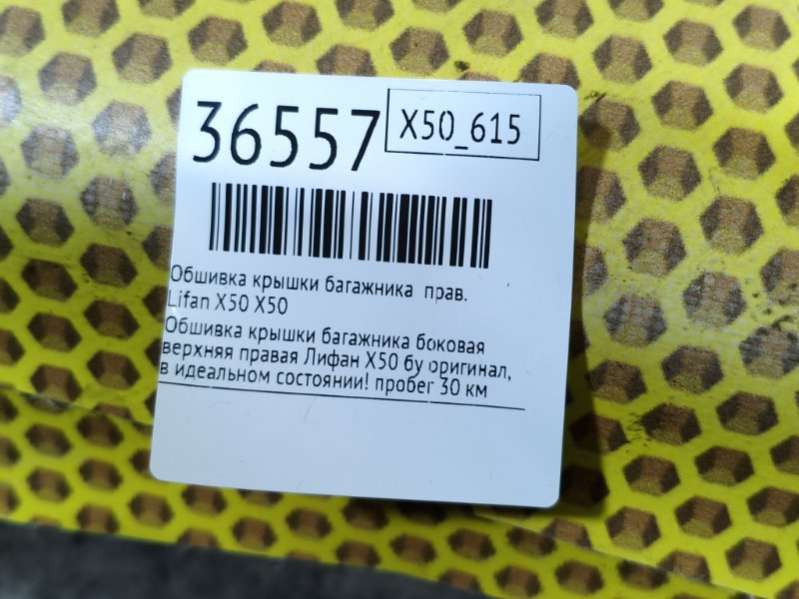 36557
X50_615
Обшивка крышки багажника прав.
Lifan X50 X50
Обшивка крышки багажника боковая
верхняя правая Лифан X50 бу оригинал,
в идеальном состоянии! пробег 30 км